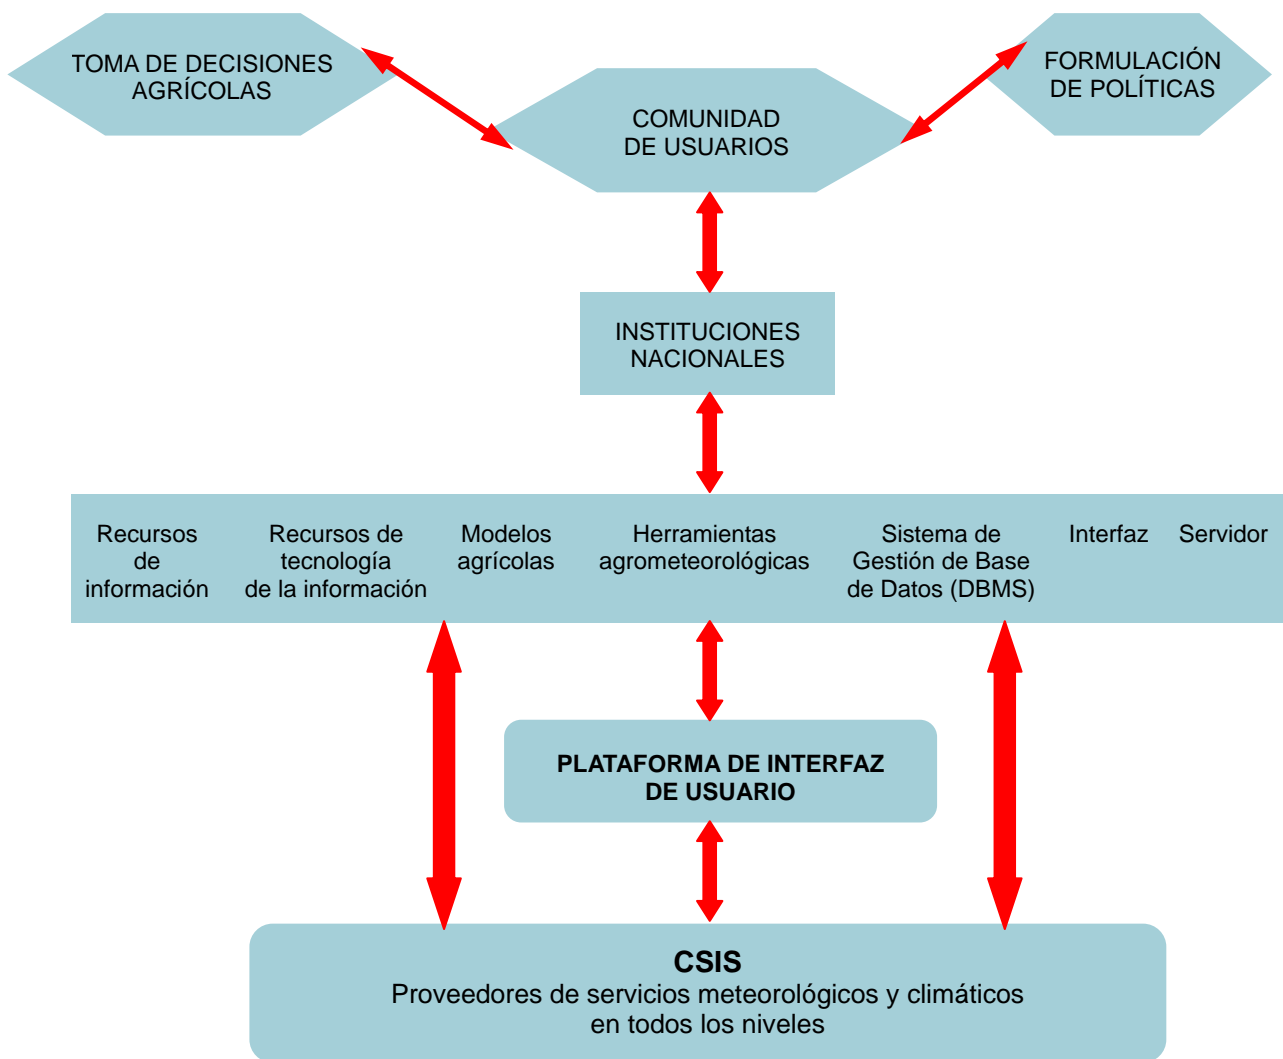 TOMA DE DECISIONES
AGRÍCOLAS
FORMULACIÓN
DE POLÍTICAS
COMUNIDAD
DE USUARIOS
INSTITUCIONES
NACIONALES
Recursos
de
información
Recursos de
tecnología
de la información
Modelos
agrícolas
Herramientas
agrometeorológicas
Sistema de
Gestión de Base
de Datos (DBMS)
Interfaz
Servidor
PLATAFORMA DE INTERFAZ
DE USUARIO
CSIS
Proveedores de servicios meteorológicos y climáticos
en todos los niveles